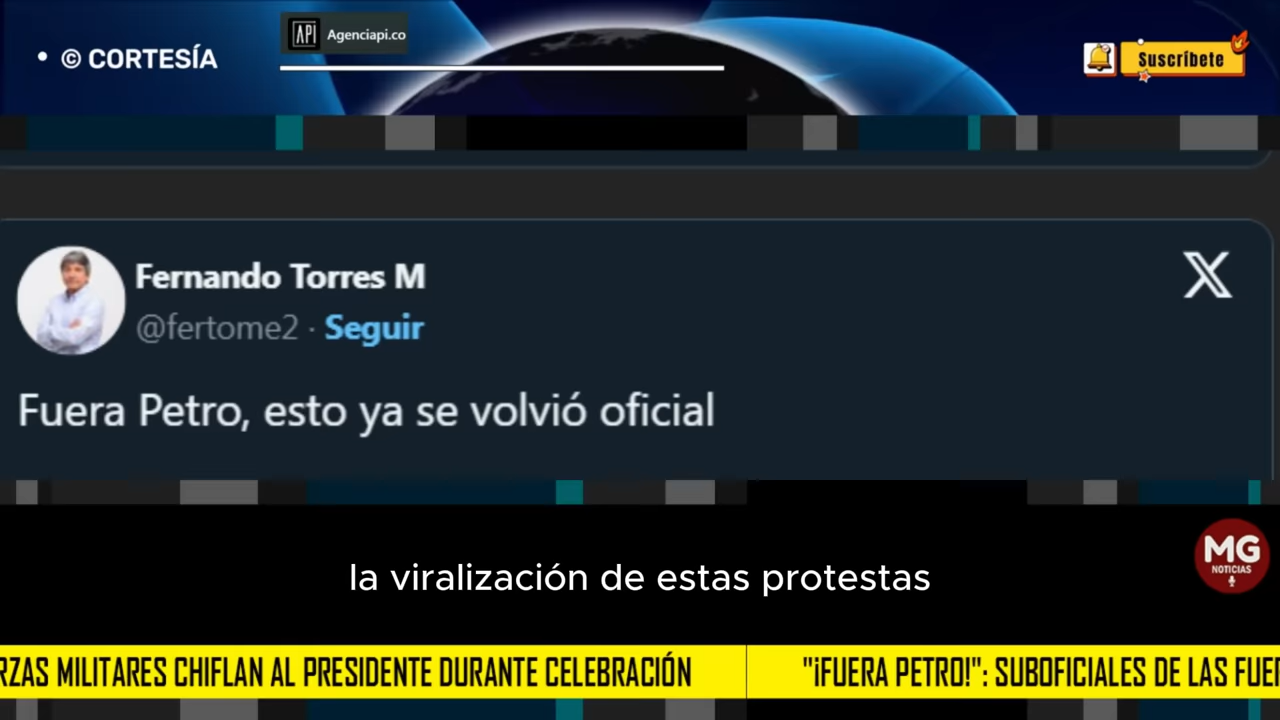 • © CORTESÍA
API Agenciapi.co
Suscríbete
Fernando Torres M
@fertome2 · Seguir
Fuera Petro, esto ya se volvió oficial
la viralización de estas protestas
MG
NOTICIAS
RZAS MILITARES CHIFLAN AL PRESIDENTE DURANTE CELEBRACIÓN
"¡FUERA PETRO!": SUBOFICIALES DE LAS FUER